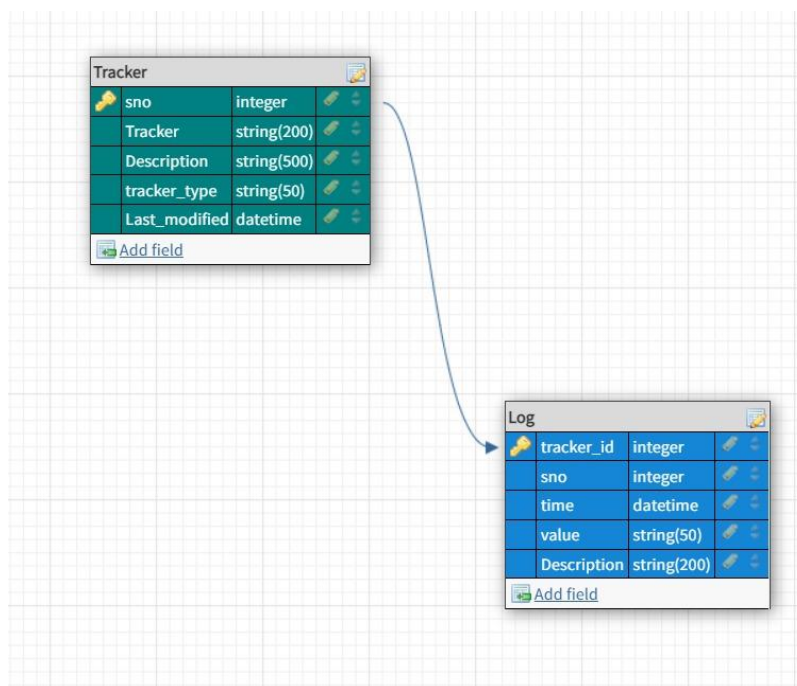 Tracker
sno integer
Tracker string(200)
Description string(500)
tracker_type string(50)
Last_modified datetime
Add field
Log
tracker_id integer
sno integer
time datetime
value string(50)
Description string(200)
Add field